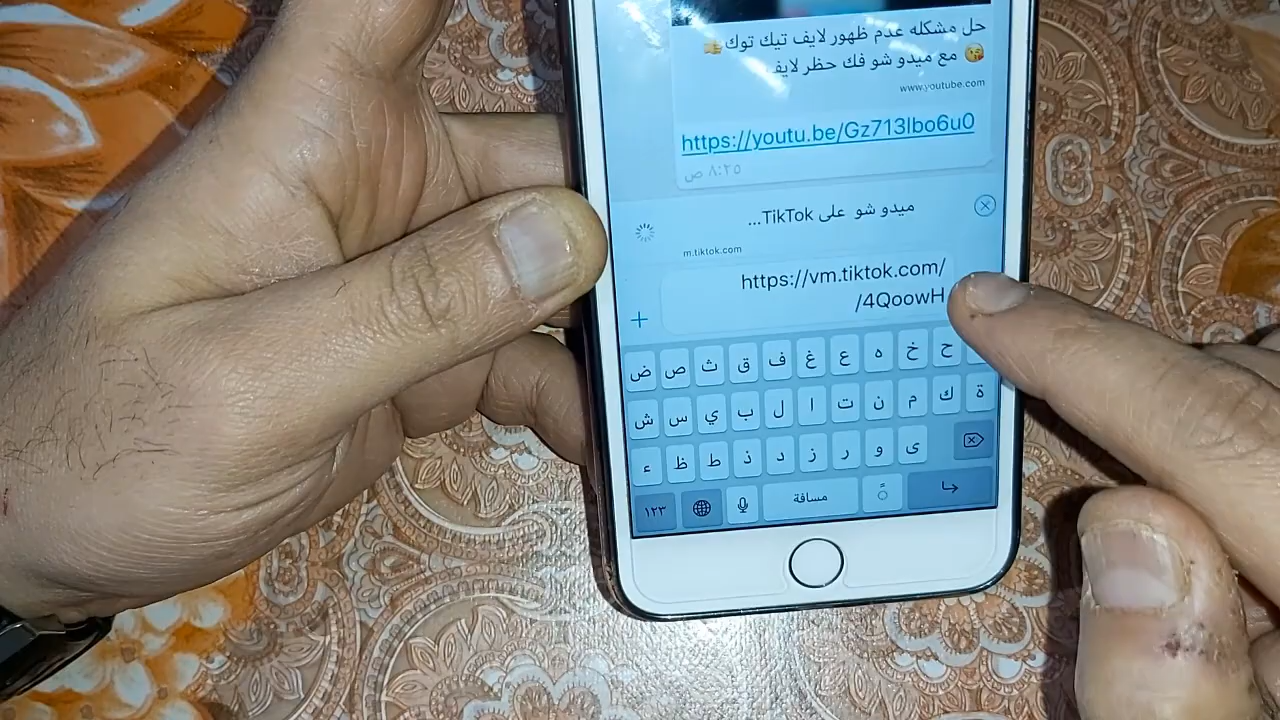 حل مشكله عدم ظهور لايف تيك توك👍
😘 مع ميدو شو فك حظر لايف
www.youtube.com
https://youtu.be/Gz713lbo6u0
٨:٢٥ ص
ميدو شو على TikTok...
m.tiktok.com
https://vm.tiktok.com/
4QoowH/
ض ص ث ق ف غ ع ه خ ح
ش س ي ب ل ا ت ن م ك ة
ء ظ ط ذ د ز ر و ى
١٢٣ مسافة